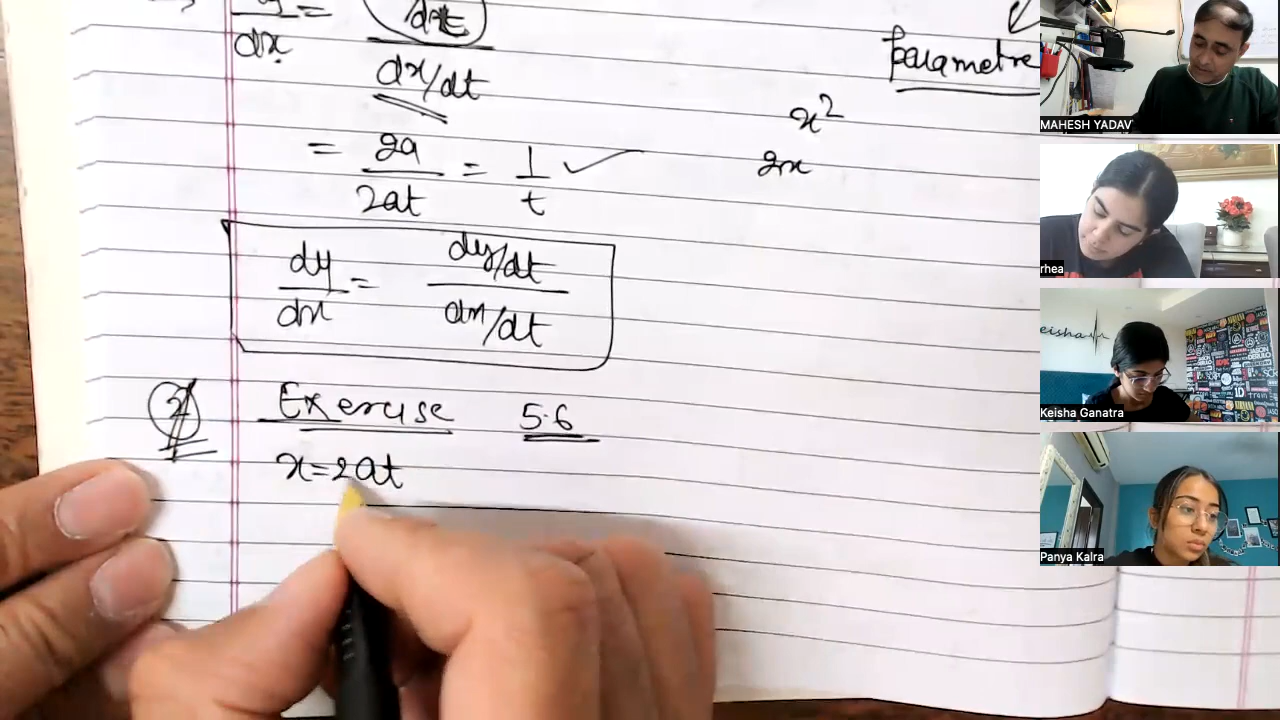 dx = dx/dt
parametre
x²
= 2a/2at = 1/t ✓
2x
dy/dx = dy/dt / dx/dt
Exercise 5.6
x=2at
MAHESH YADAV
rhea
eisha
Keisha Ganatra
Panya Kalra